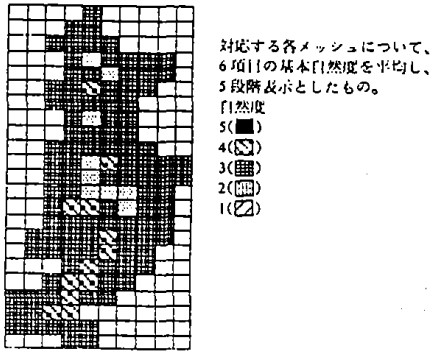 対応する各メッシュについて、
6項目の基本自然度を平均し、
5段階表示としたもの。
自然度
5(■)
4(▧)
3(▦)
2(░)
1(▨)